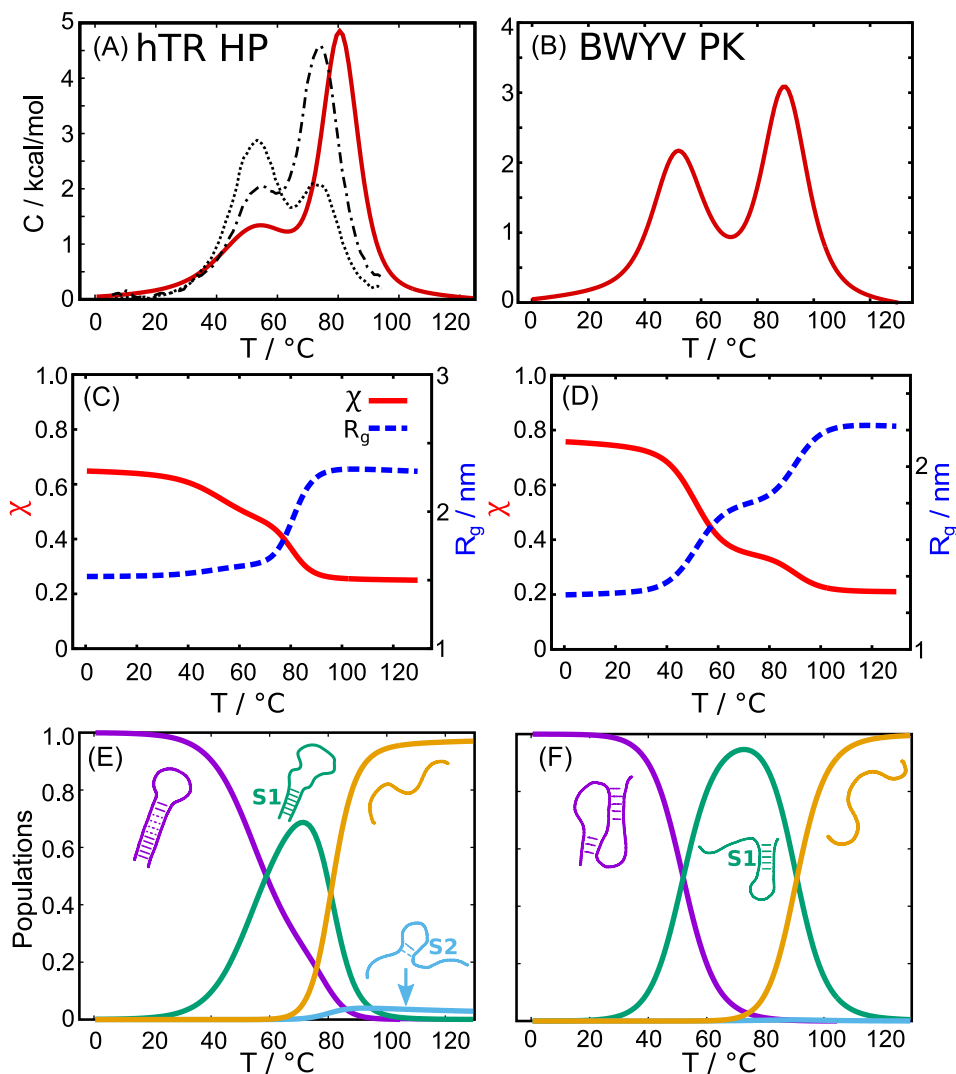 (A) hTR HP
C / kcal/mol
5
4
3
2
1
0
0 20 40 60 80 100 120
T / °C
(B) BWYV PK
4
3
2
1
0
0 20 40 60 80 100 120
T / °C
(C)
χ
R_g
χ
1.0
0.8
0.6
0.4
0.2
0
3
2
1
R_g / nm
0 20 40 60 80 100 120
T / °C
(D)
χ
1.0
0.8
0.6
0.4
0.2
0
2
1
R_g / nm
0 20 40 60 80 100 120
T / °C
(E)
Populations
1.0
0.8
0.6
0.4
0.2
0
S1
S2
0 20 40 60 80 100 120
T / °C
(F)
S1
0 20 40 60 80 100 120
T / °C